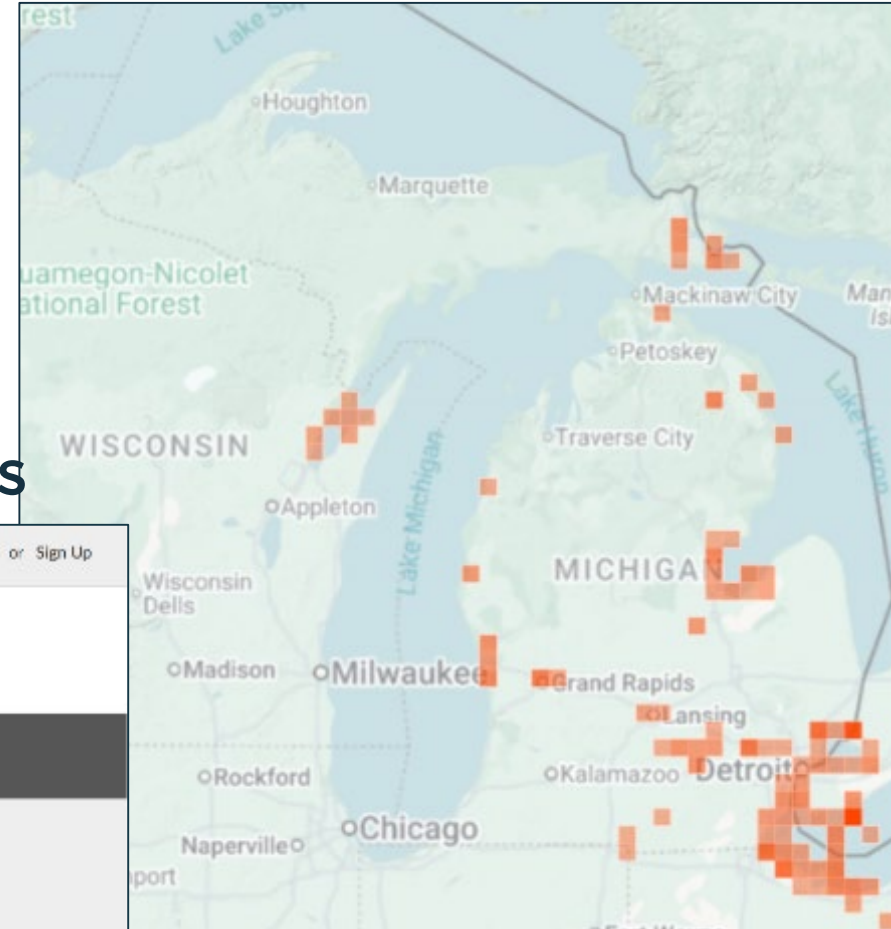 rest
Lake Su
Houghton
Marquette
uamegon-Nicolet
ational Forest
Mackinaw City
Man
Isl
Petoskey
Lake Huron
WISCONSIN
Traverse City
s
Appleton
Lake Michigan
or Sign Up
MICHIGAN
Wisconsin
Dells
Madison
Milwaukee
Grand Rapids
Lansing
Rockford
Kalamazoo
Detroit
Chicago
Naperville
port